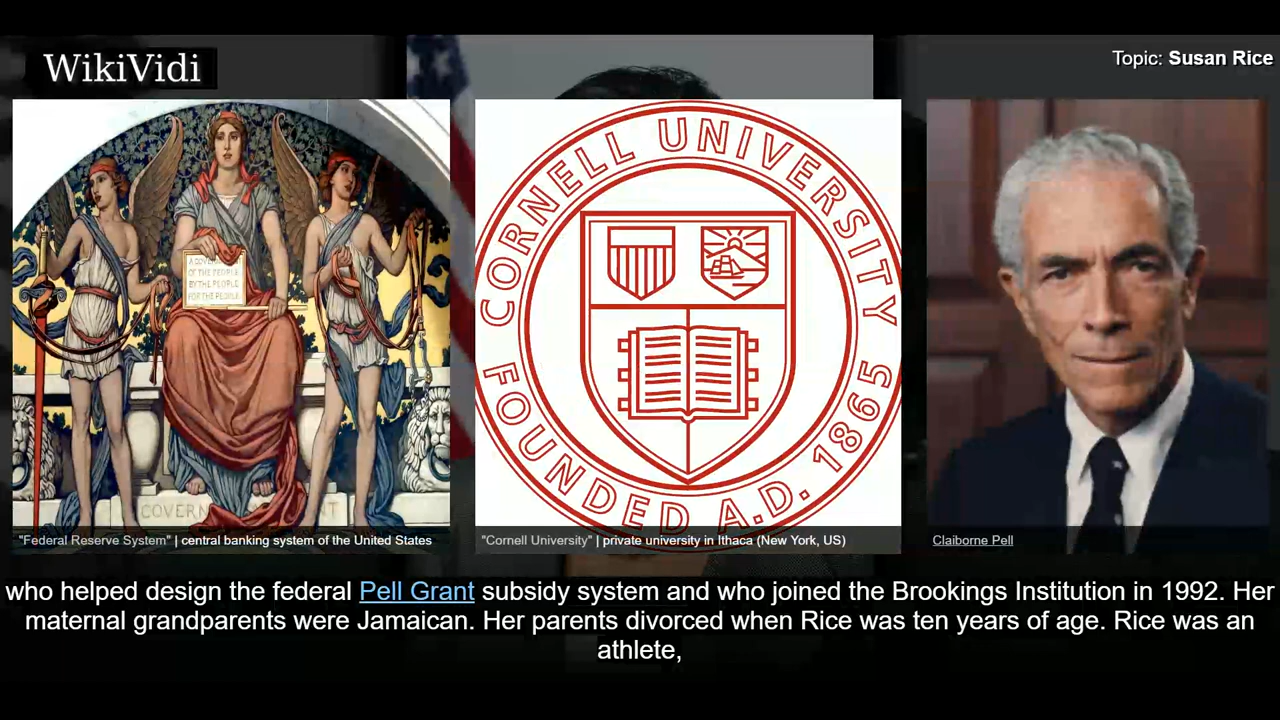 WikiVidi
Topic: Susan Rice
A GOVERNMENT
OF THE PEOPLE
BY THE PEOPLE
FOR THE PEOPLE
CORNELL UNIVERSITY
FOUNDED A.D. 1865
"Federal Reserve System" | central banking system of the United States
"Cornell University" | private university in Ithaca (New York, US)
Claiborne Pell
who helped design the federal Pell Grant subsidy system and who joined the Brookings Institution in 1992. Her
maternal grandparents were Jamaican. Her parents divorced when Rice was ten years of age. Rice was an
athlete,